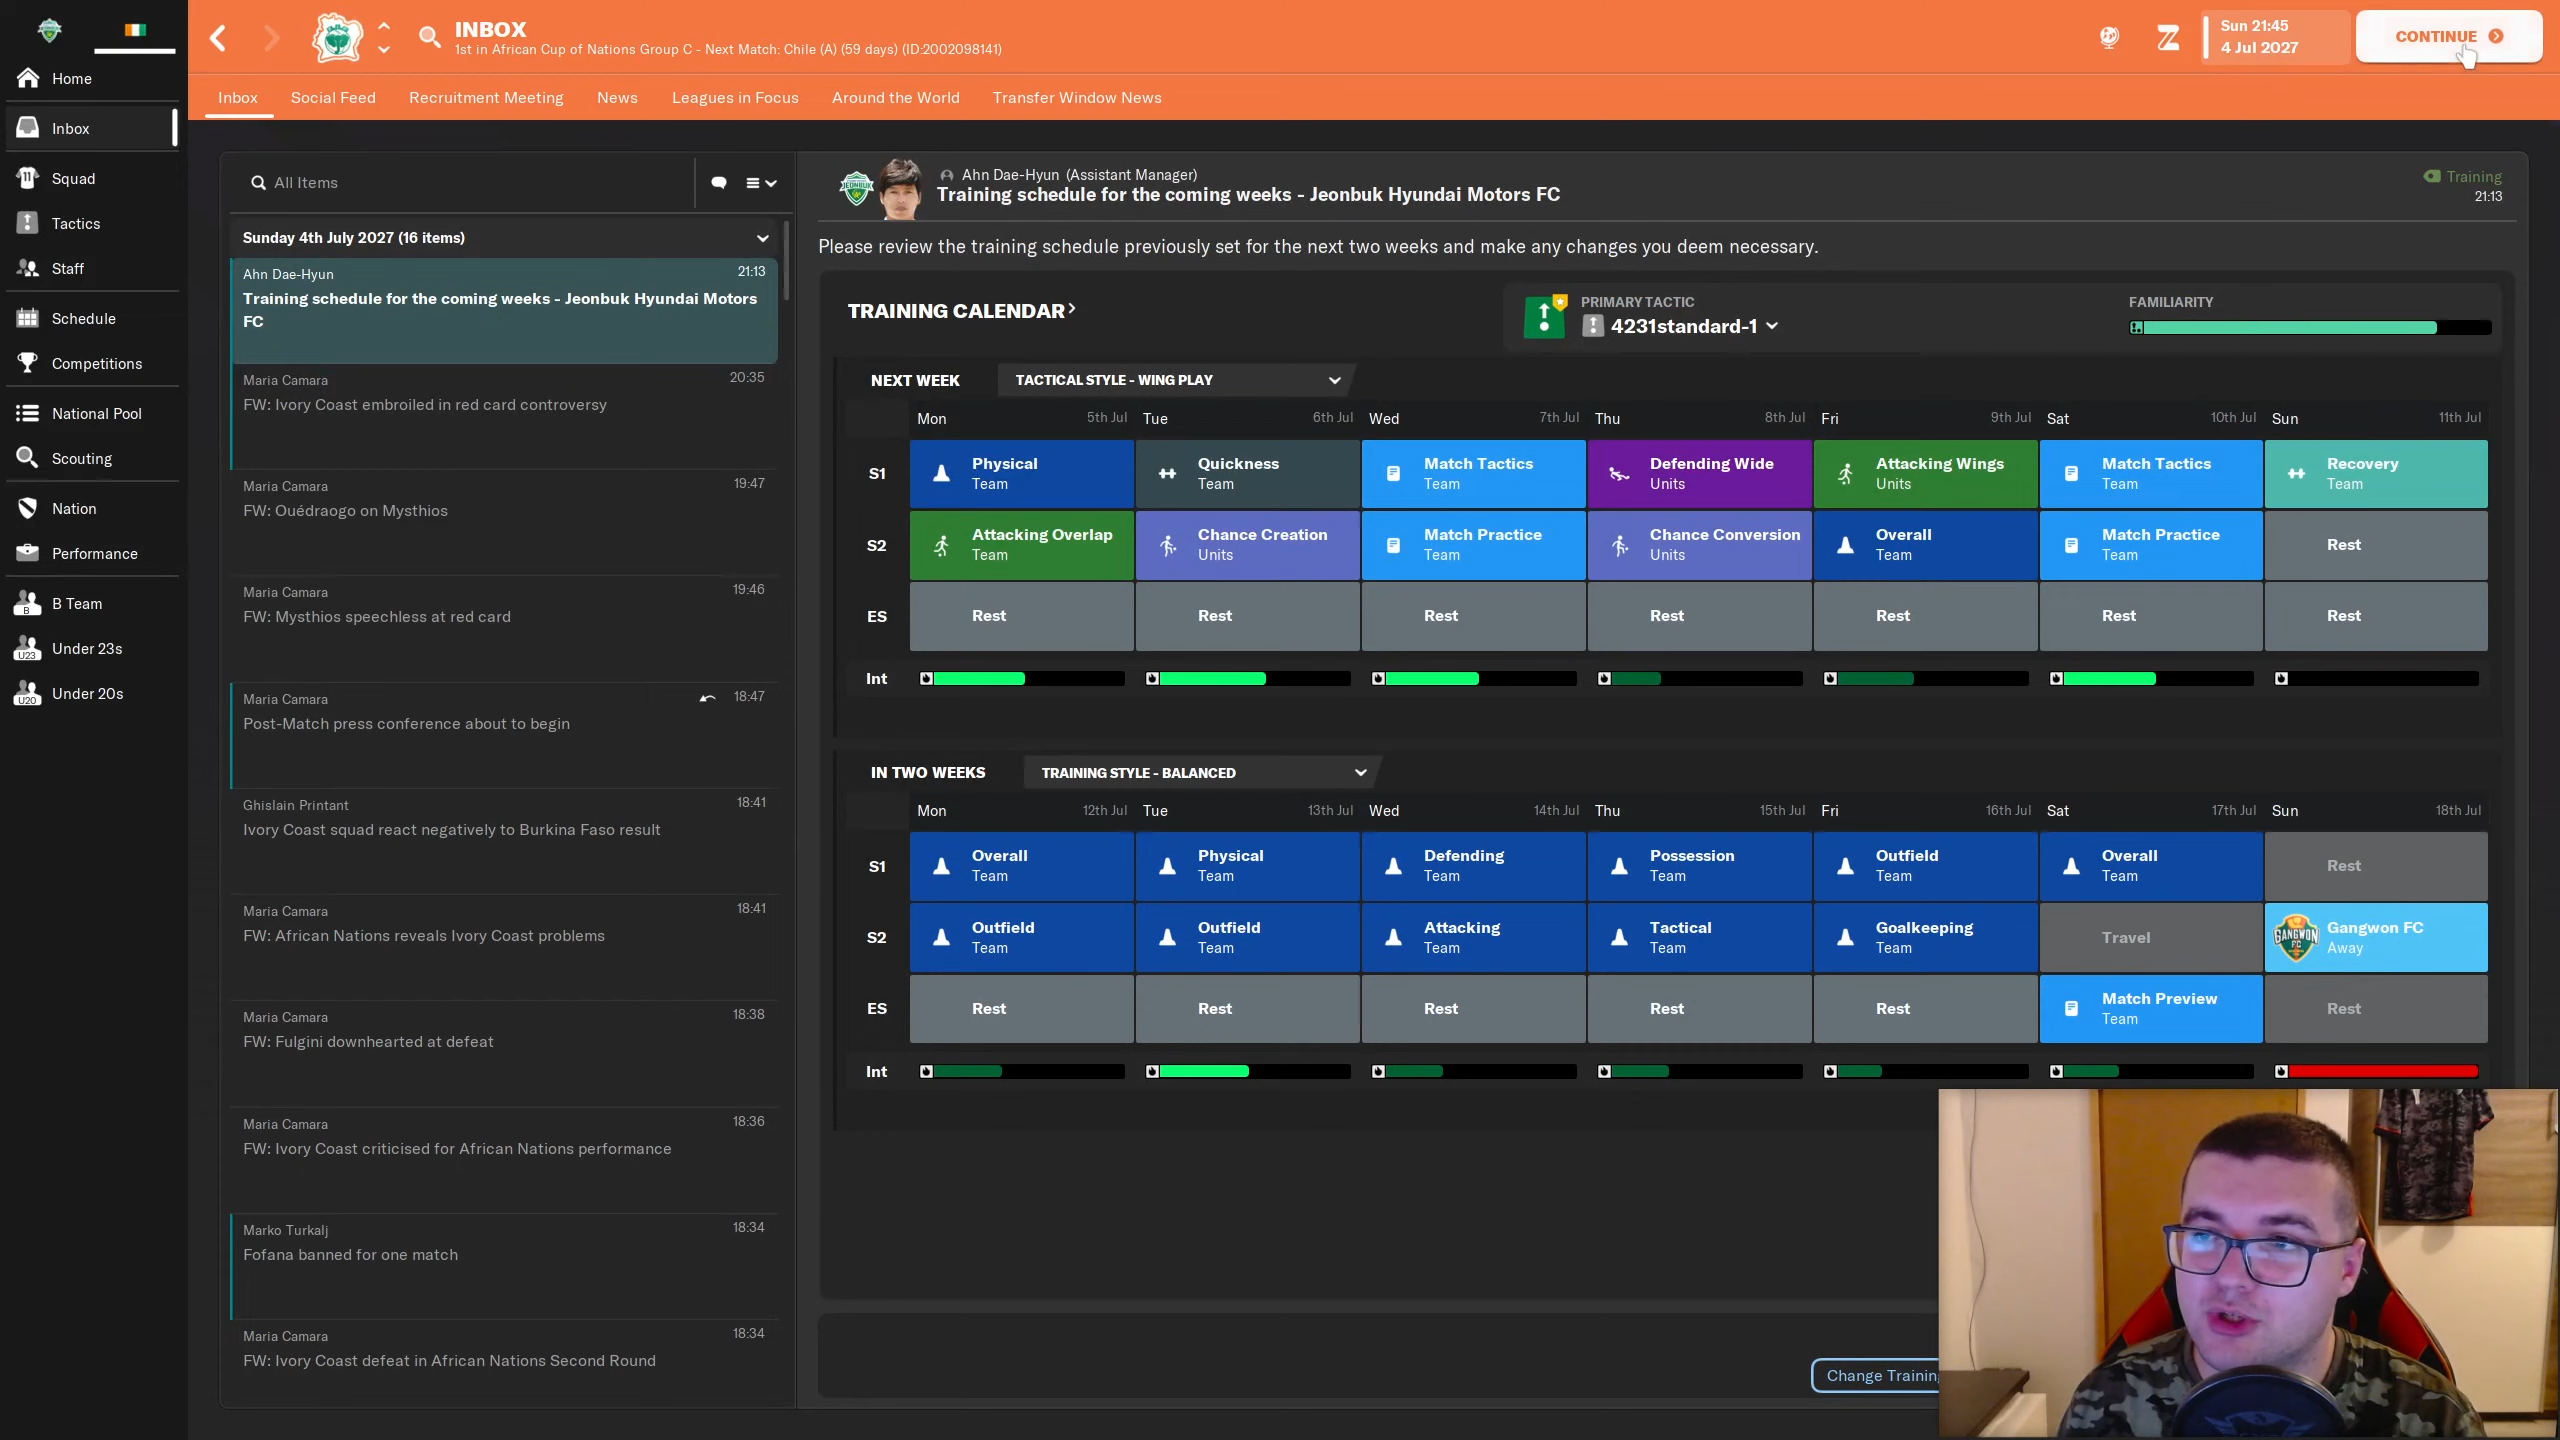 INBOX
1st in African Cup of Nations Group C - Next Match: Chile (A) (59 days) (ID:2002098141)
Sun 21:45
4 Jul 2027
CONTINUE
Inbox
Social Feed
Recruitment Meeting
News
Leagues in Focus
Around the World
Transfer Window News
Home
Inbox
Squad
Tactics
Staff
Schedule
Competitions
National Pool
Scouting
Nation
Performance
B Team
Under 23s
Under 20s
All Items
Sunday 4th July 2027 (16 items)
Ahn Dae-Hyun 21:13
Training schedule for the coming weeks - Jeonbuk Hyundai Motors
FC
Maria Camara 20:35
FW: Ivory Coast embroiled in red card controversy
Maria Camara 19:47
FW: Ouédraogo on Mysthios
Maria Camara 19:46
FW: Mysthios speechless at red card
Maria Camara 18:47
Post-Match press conference about to begin
Ghislain Printant 18:41
Ivory Coast squad react negatively to Burkina Faso result
Maria Camara 18:41
FW: African Nations reveals Ivory Coast problems
Maria Camara 18:38
FW: Fulgini downhearted at defeat
Maria Camara 18:36
FW: Ivory Coast criticised for African Nations performance
Marko Turkalj 18:34
Fofana banned for one match
Maria Camara 18:34
FW: Ivory Coast defeat in African Nations Second Round
Ahn Dae-Hyun (Assistant Manager)
Training schedule for the coming weeks - Jeonbuk Hyundai Motors FC
Training
21:13
Please review the training schedule previously set for the next two weeks and make any changes you deem necessary.
TRAINING CALENDAR
PRIMARY TACTIC
4231standard-1
FAMILIARITY
NEXT WEEK TACTICAL STYLE - WING PLAY
Mon 5th Jul Tue 6th Jul Wed 7th Jul Thu 8th Jul Fri 9th Jul Sat 10th Jul Sun 11th Jul
S1
Physical Quickness Match Tactics Defending Wide Attacking Wings Match Tactics Recovery
Team Team Team Units Units Team Team
S2
Attacking Overlap Chance Creation Match Practice Chance Conversion Overall Match Practice Rest
Team Units Team Units Team Team
ES Rest Rest Rest Rest Rest Rest Rest
Int
IN TWO WEEKS TRAINING STYLE - BALANCED
Mon 12th Jul Tue 13th Jul Wed 14th Jul Thu 15th Jul Fri 16th Jul Sat 17th Jul Sun 18th Jul
S1
Overall Physical Defending Possession Outfield Overall Rest
Team Team Team Team Team Team
S2
Outfield Outfield Attacking Tactical Goalkeeping Travel Gangwon FC
Team Team Team Team Team Away
ES Rest Rest Rest Rest Rest Match Preview Rest
Team
Int
Change Training